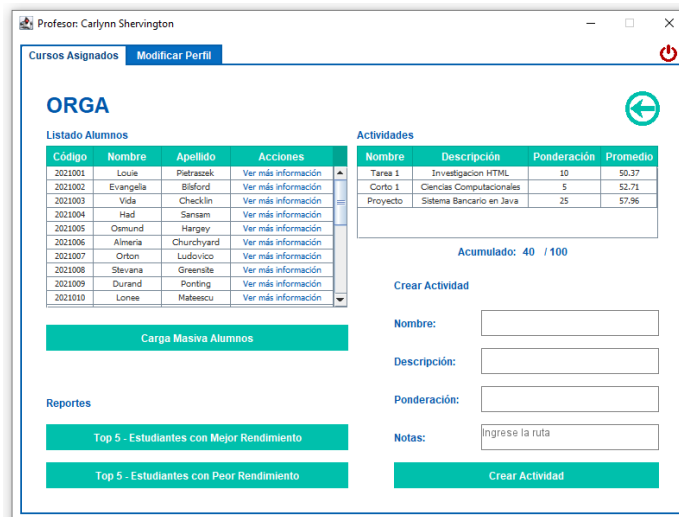 Profesor: Carlynn Shervington
Cursos Asignados
Modificar Perfil
ORGA
Listado Alumnos
Código Nombre Apellido Acciones
2021001 Louie Pietraszek Ver más información
2021002 Evangelia Bilsford Ver más información
2021003 Vida Checklin Ver más información
2021004 Had Sansam Ver más información
2021005 Osmund Hargey Ver más información
2021006 Almeria Churchyard Ver más información
2021007 Orton Ludovico Ver más información
2021008 Stevana Greensite Ver más información
2021009 Durand Ponting Ver más información
2021010 Lonee Mateescu Ver más información
Carga Masiva Alumnos
Reportes
Top 5 - Estudiantes con Mejor Rendimiento
Top 5 - Estudiantes con Peor Rendimiento
Actividades
Nombre Descripción Ponderación Promedio
Tarea 1 Investigacion HTML 10 50.37
Corto 1 Ciencias Computacionales 5 52.71
Proyecto Sistema Bancario en Java 25 57.96
Acumulado: 40 / 100
Crear Actividad
Nombre:
Descripción:
Ponderación:
Notas: Ingrese la ruta
Crear Actividad